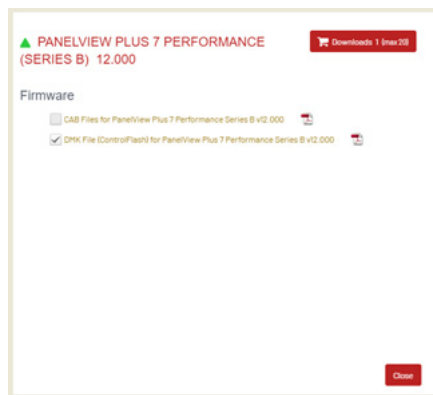 PANELVIEW PLUS 7 PERFORMANCE
(SERIES B) 12.000
Downloads 1 (max 20)
Firmware
CAB Files for PanelView Plus 7 Performance Series B v12.000
DMK File (ControlFlash) for PanelView Plus 7 Performance Series B v12.000
Close